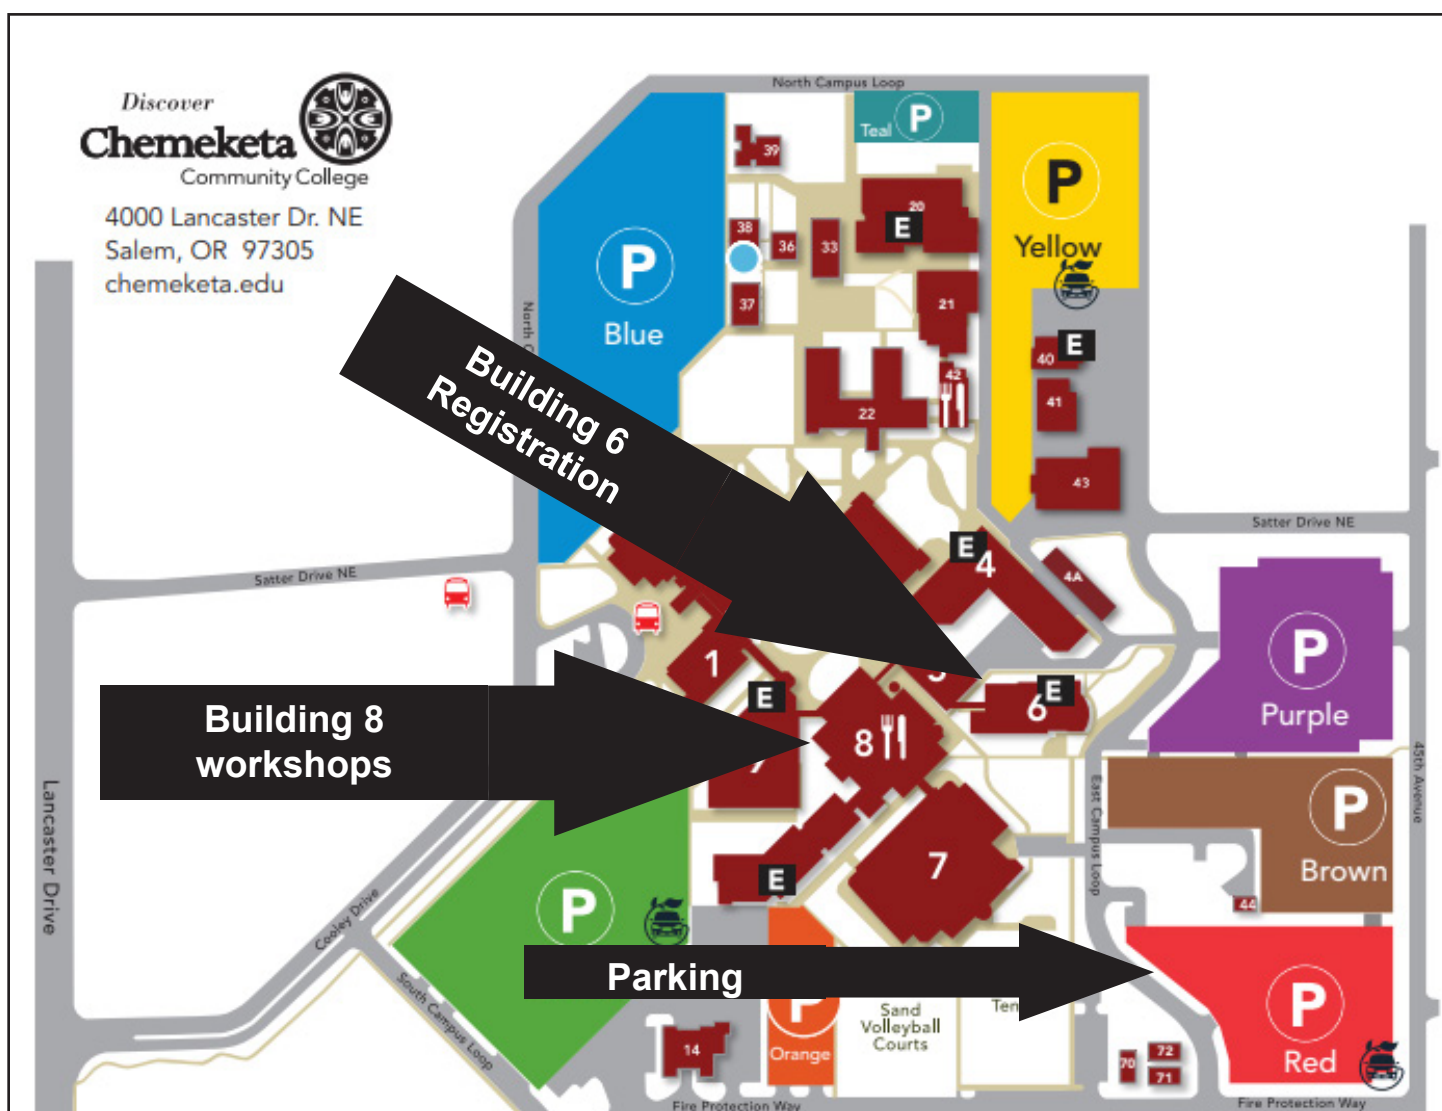 Discover
Chemeketa
Community College
4000 Lancaster Dr. NE
Salem, OR 97305
chemeketa.edu
North Campus Loop
Teal P
39
P
Yellow
20
E
38
36
33
P
Blue
37
21
North
E
40
42
41
22
43
Building 6
Registration
Satter Drive NE
Satter Drive NE
E
4
4A
P
Purple
1
E
5
E
6
Building 8
workshops
8
45th Avenue
Lancaster Drive
East Campus Loop
P
Brown
7
E
44
P
Cooley Drive
Parking
South Campus Loop
P
Orange
Sand
Volleyball
Courts
Ten
P
Red
14
70
72
71
Fire Protection Way
Fire Protection Way